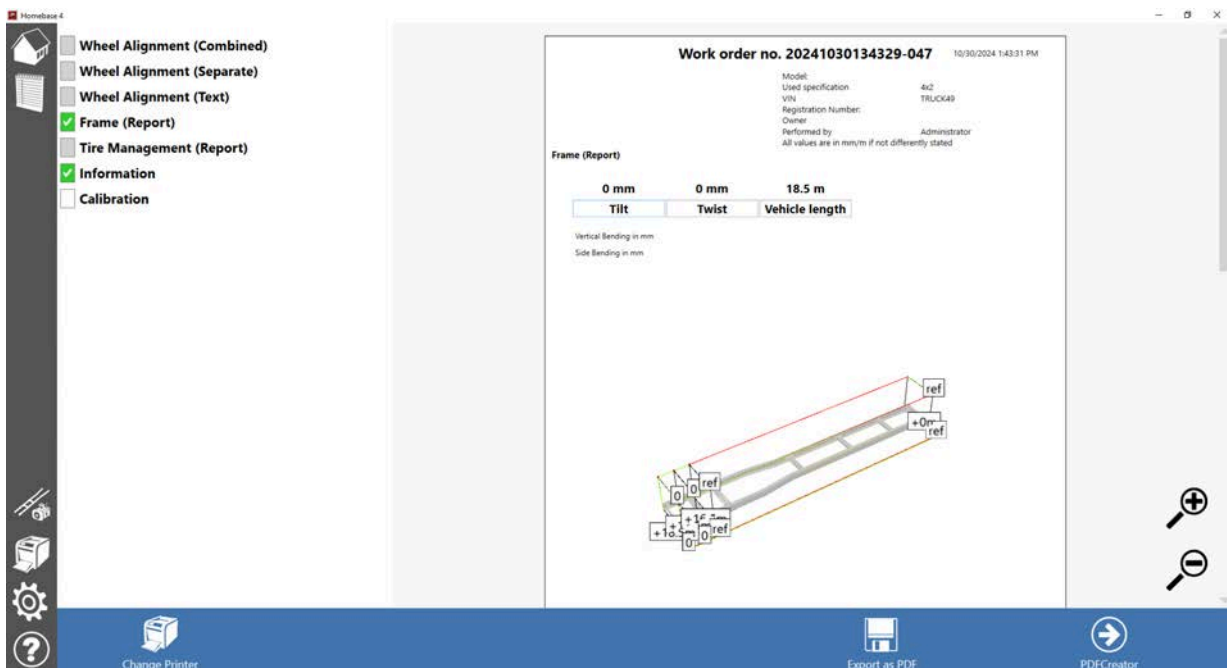 Homebase 4
Wheel Alignment (Combined)
Wheel Alignment (Separate)
Wheel Alignment (Text)
Frame (Report)
Tire Management (Report)
Information
Calibration
Work order no. 20241030134329-047 10/30/2024 1:43:31 PM
Model:
Used specification 4x2
VIN TRUCK49
Registration Number:
Owner
Performed by Administrator
All values are in mm/m if not differently stated
Frame (Report)
0 mm 0 mm 18.5 m
Tilt Twist Vehicle length
Vertical Bending in mm
Side Bending in mm
ref
ref
ref
0 0
ref
0 0
?
Change Printer Export as PDF PDFCreator